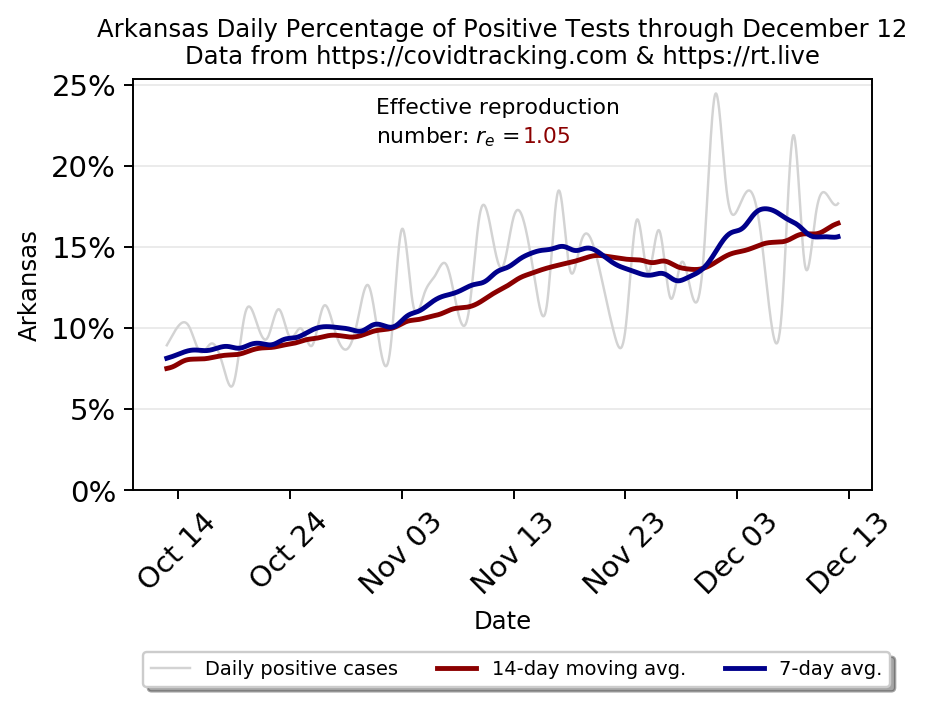 Arkansas Daily Percentage of Positive Tests through December 12
Data from https://covidtracking.com & https://rt.live
Effective reproduction
number: rₑ =1.05
25%
20%
15%
10%
5%
0%
Arkansas
Oct 14
Oct 24
Nov 03
Nov 13
Nov 23
Dec 03
Dec 13
Date
Daily positive cases
14-day moving avg.
7-day avg.